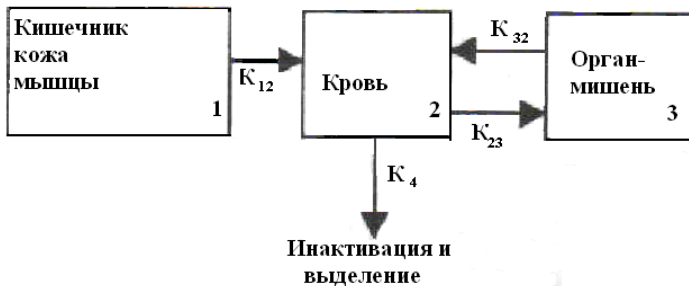 Кишечник
кожа
мышцы
1
К12
Кровь
2
К32
К23
Орган-
мишень
3
К4
Инактивация и
выделение